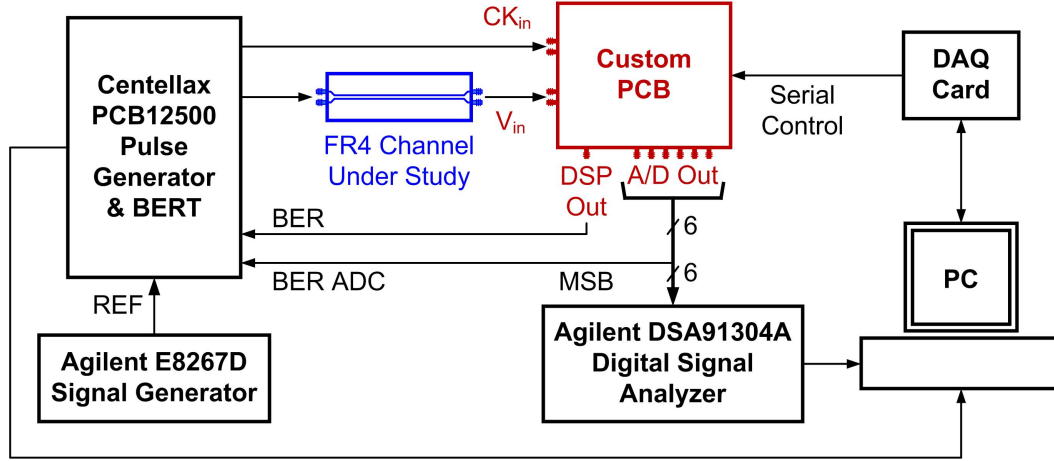 CKin
Centellax
PCB12500
Pulse
Generator
& BERT
Custom
PCB
DAQ
Card
Vin
Serial
Control
FR4 Channel
Under Study
DSP
Out
A/D Out
BER
6
BER ADC
MSB
6
PC
REF
Agilent E8267D
Signal Generator
Agilent DSA91304A
Digital Signal
Analyzer